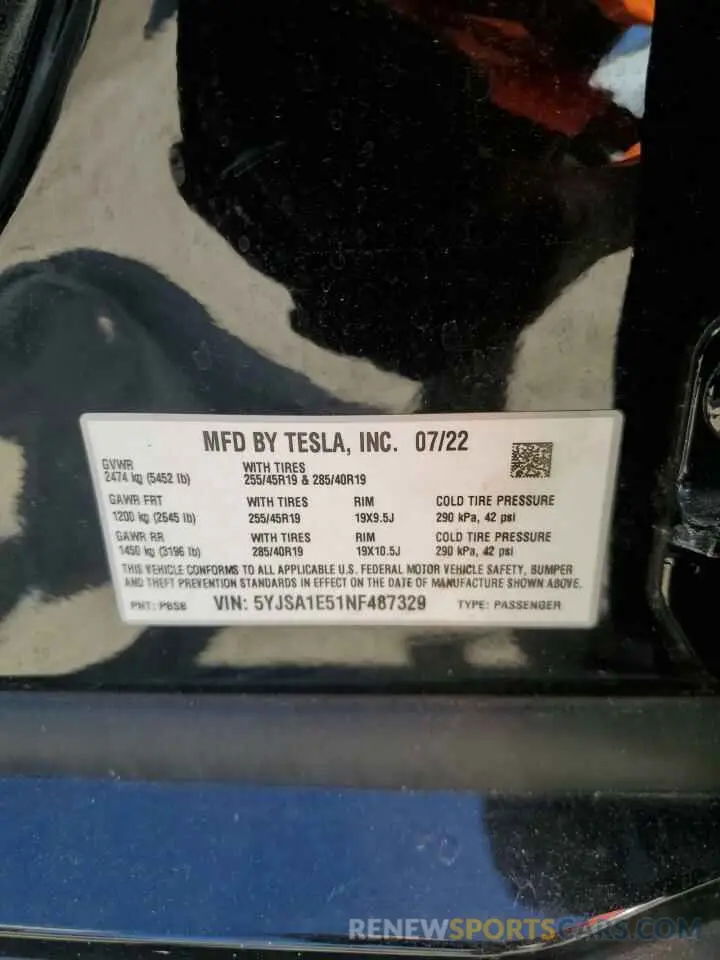 MFD BY TESLA, INC. 07/22
GVWR WITH TIRES
2474 kg (5452 lb) 255/45R19 & 285/40R19
GAWR FRT WITH TIRES RIM COLD TIRE PRESSURE
1200 kg (2645 lb) 255/45R19 19X9.5J 290 kPa, 42 psi
GAWR RR WITH TIRES RIM COLD TIRE PRESSURE
1450 kg (3196 lb) 285/40R19 19X10.5J 290 kPa, 42 psi
THIS VEHICLE CONFORMS TO ALL APPLICABLE U.S. FEDERAL MOTOR VEHICLE SAFETY, BUMPER
AND THEFT PREVENTION STANDARDS IN EFFECT ON THE DATE OF MANUFACTURE SHOWN ABOVE.
PNT: PBSB VIN: 5YJSA1E51NF487329 TYPE: PASSENGER
RENEWSPORTSCARS.COM